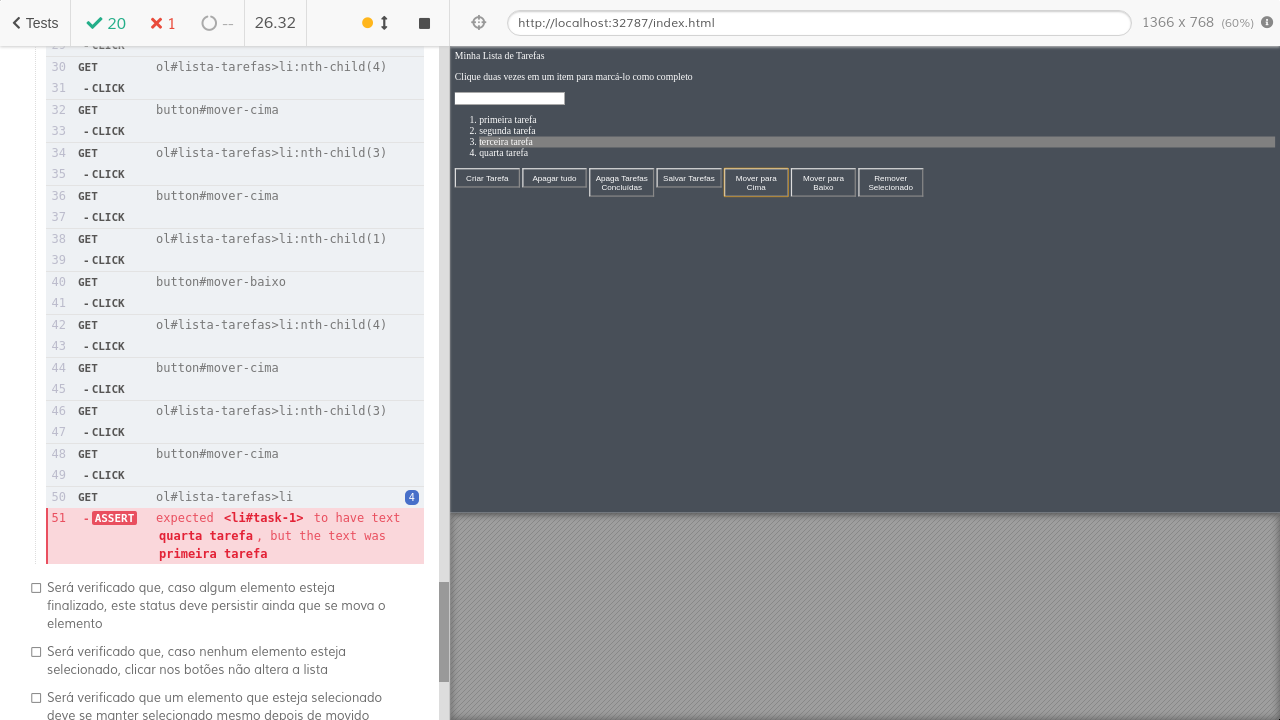 Tests
20
1
--
26.32
http://localhost:32787/index.html
1366 x 768 (60%)
29 - CLICK
30 GET ol#lista-tarefas>li:nth-child(4)
31 - CLICK
32 GET button#mover-cima
33 - CLICK
34 GET ol#lista-tarefas>li:nth-child(3)
35 - CLICK
36 GET button#mover-cima
37 - CLICK
38 GET ol#lista-tarefas>li:nth-child(1)
39 - CLICK
40 GET button#mover-baixo
41 - CLICK
42 GET ol#lista-tarefas>li:nth-child(4)
43 - CLICK
44 GET button#mover-cima
45 - CLICK
46 GET ol#lista-tarefas>li:nth-child(3)
47 - CLICK
48 GET button#mover-cima
49 - CLICK
50 GET ol#lista-tarefas>li 4
51 - ASSERT expected <li#task-1> to have text
quarta tarefa , but the text was
primeira tarefa
Será verificado que, caso algum elemento esteja
finalizado, este status deve persistir ainda que se mova o
elemento
Será verificado que, caso nenhum elemento esteja
selecionado, clicar nos botões não altera a lista
Será verificado que um elemento que esteja selecionado
deve se manter selecionado mesmo depois de movido
Minha Lista de Tarefas
Clique duas vezes em um item para marcá-lo como completo
1. primeira tarefa
2. segunda tarefa
3. terceira tarefa
4. quarta tarefa
Criar Tarefa
Apagar tudo
Apaga Tarefas
Concluídas
Salvar Tarefas
Mover para
Cima
Mover para
Baixo
Remover
Selecionado